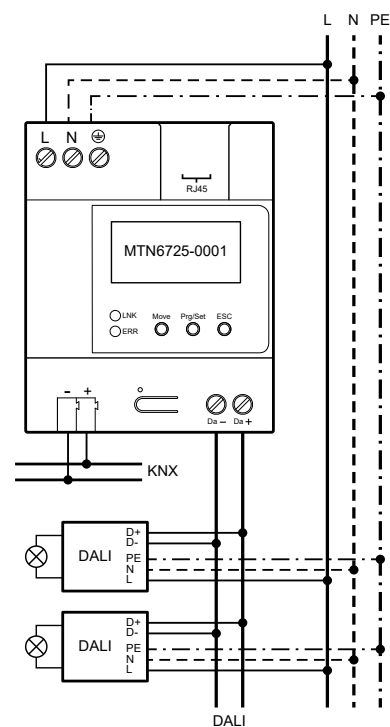 L N PE
L N
RJ45
MTN6725-0001
LNK Move Prg/Set ESC
ERR
- +
Da – Da +
KNX
D+
D-
DALI PE
N
L
D+
D-
DALI PE
N
L
DALI